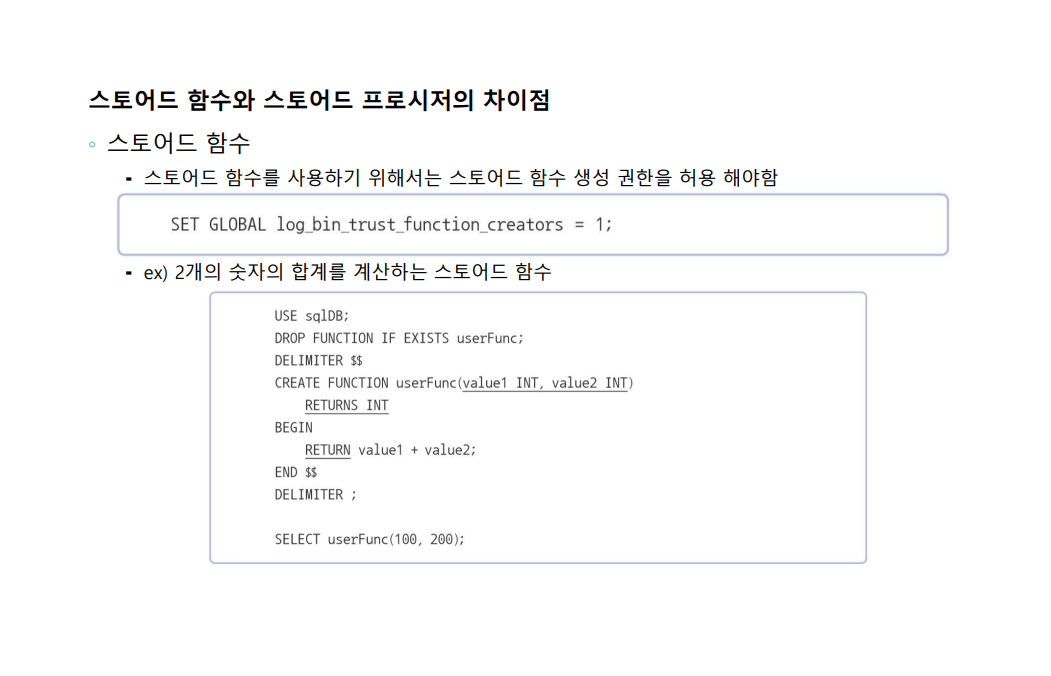 스토어드 함수와 스토어드 프로시저의 차이점
스토어드 함수
스토어드 함수를 사용하기 위해서는 스토어드 함수 생성 권한을 허용 해야함
SET GLOBAL log_bin_trust_function_creators = 1;
ex) 2개의 숫자의 합계를 계산하는 스토어드 함수
USE sqlDB;
DROP FUNCTION IF EXISTS userFunc;
DELIMITER $$
CREATE FUNCTION userFunc(value1 INT, value2 INT)
RETURNS INT
BEGIN
RETURN value1 + value2;
END $$
DELIMITER ;
SELECT userFunc(100, 200);